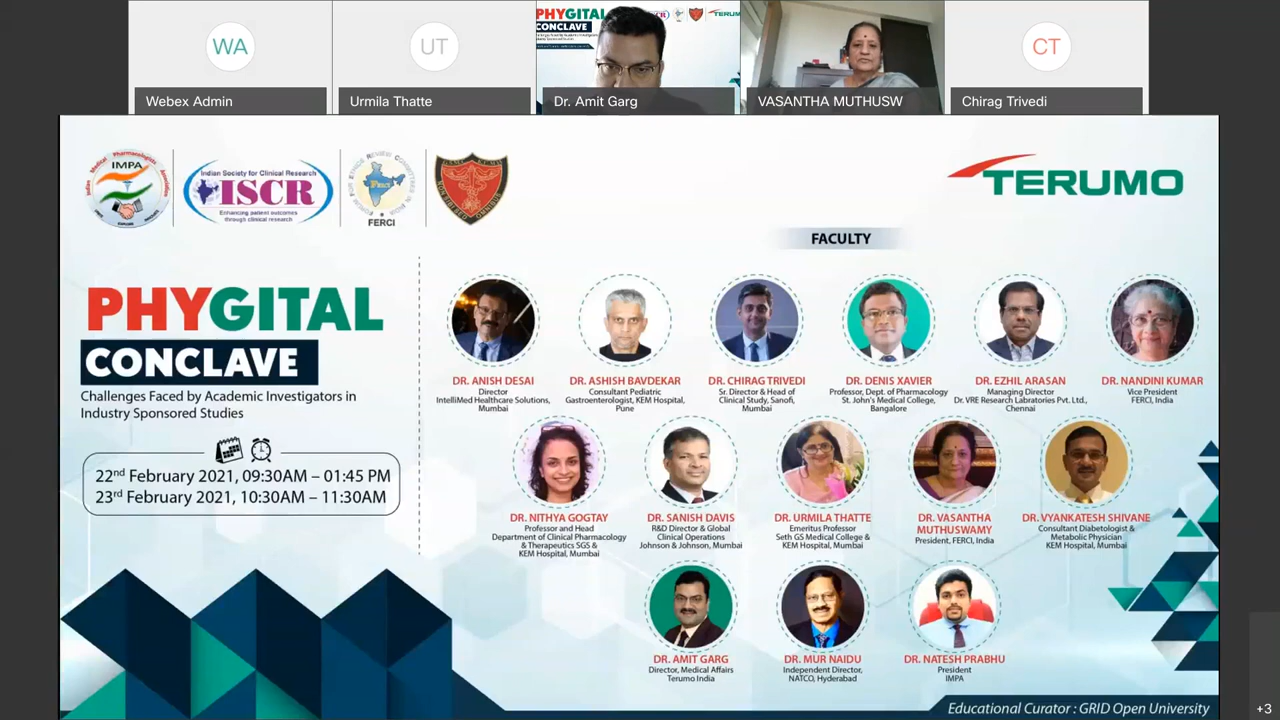 WA
UT
CT
Webex Admin
Urmila Thatte
Dr. Amit Garg
VASANTHA MUTHUSW
Chirag Trivedi
PHYGITAL
CONCLAVE
TERUMO
Indian Medical Pharmacologists
IMPA
Indian Society for Clinical Research
ISCR
Enhancing patient outcomes
through clinical research
FERCI
FERCI
TERUMO
FACULTY
PHYGITAL
CONCLAVE
Challenges Faced by Academic Investigators in
Industry Sponsored Studies
22nd February 2021, 09:30AM – 01:45 PM
23rd February 2021, 10:30AM – 11:30AM
DR. ANISH DESAI
Director
IntelliMed Healthcare Solutions,
Mumbai
DR. ASHISH BAVDEKAR
Consultant Pediatric
Gastroenterologist, KEM Hospital,
Pune
DR. CHIRAG TRIVEDI
Sr. Director & Head of
Clinical Study, Sanofi,
Mumbai
DR. DENIS XAVIER
Professor, Dept. of Pharmacology
St. John's Medical College,
Bangalore
DR. EZHIL ARASAN
Managing Director
Dr. VRE Research Labratories Pvt. Ltd.,
Chennai
DR. NANDINI KUMAR
Vice President
FERCI, India
DR. NITHYA GOGTAY
Professor and Head
Department of Clinical Pharmacology
& Therapeutics SGS &
KEM Hospital, Mumbai
DR. SANISH DAVIS
R&D Director & Global
Clinical Operations
Johnson & Johnson, Mumbai
DR. URMILA THATTE
Emeritus Professor
Seth GS Medical College &
KEM Hospital, Mumbai
DR. VASANTHA
MUTHUSWAMY
President, FERCI, India
DR. VYANKATESH SHIVANE
Consultant Diabetologist &
Metabolic Physician
KEM Hospital, Mumbai
DR. AMIT GARG
Director, Medical Affairs
Terumo India
DR. MUR NAIDU
Independent Director,
NATCO, Hyderabad
DR. NATESH PRABHU
President
IMPA
Educational Curator : GRID Open University
+3